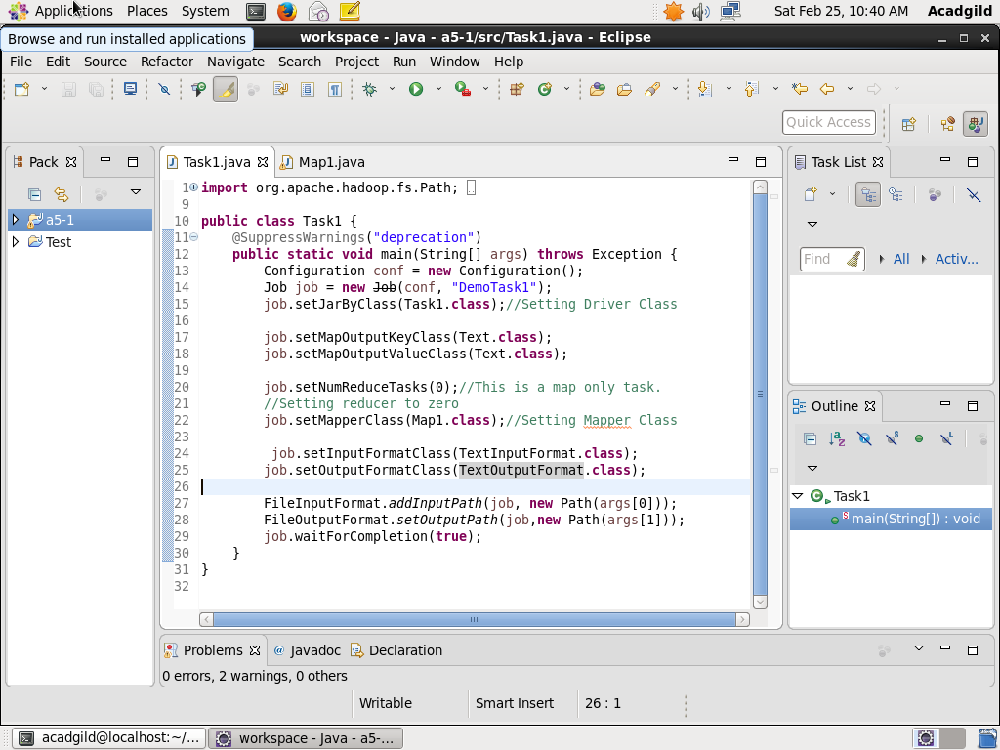 Applications Places System Sat Feb 25, 10:40 AM Acadgild
Browse and run installed applications
workspace - Java - a5-1/src/Task1.java - Eclipse
File Edit Source Refactor Navigate Search Project Run Window Help
Quick Access
Pack
a5-1
Test
Task1.java Map1.java
1 import org.apache.hadoop.fs.Path;
9
10 public class Task1 {
11 @SuppressWarnings("deprecation")
12 public static void main(String[] args) throws Exception {
13 Configuration conf = new Configuration();
14 Job job = new Job(conf, "DemoTask1");
15 job.setJarByClass(Task1.class);//Setting Driver Class
16
17 job.setMapOutputKeyClass(Text.class);
18 job.setMapOutputValueClass(Text.class);
19
20 job.setNumReduceTasks(0);//This is a map only task.
21 //Setting reducer to zero
22 job.setMapperClass(Map1.class);//Setting Mapper Class
23
24 job.setInputFormatClass(TextInputFormat.class);
25 job.setOutputFormatClass(TextOutputFormat.class);
26
27 FileInputFormat.addInputPath(job, new Path(args[0]));
28 FileOutputFormat.setOutputPath(job,new Path(args[1]));
29 job.waitForCompletion(true);
30 }
31 }
32
Task List
Find All Activ...
Outline
Task1
main(String[]) : void
Problems Javadoc Declaration
0 errors, 2 warnings, 0 others
Writable Smart Insert 26 : 1
acadgild@localhost:~/... workspace - Java - a5-...